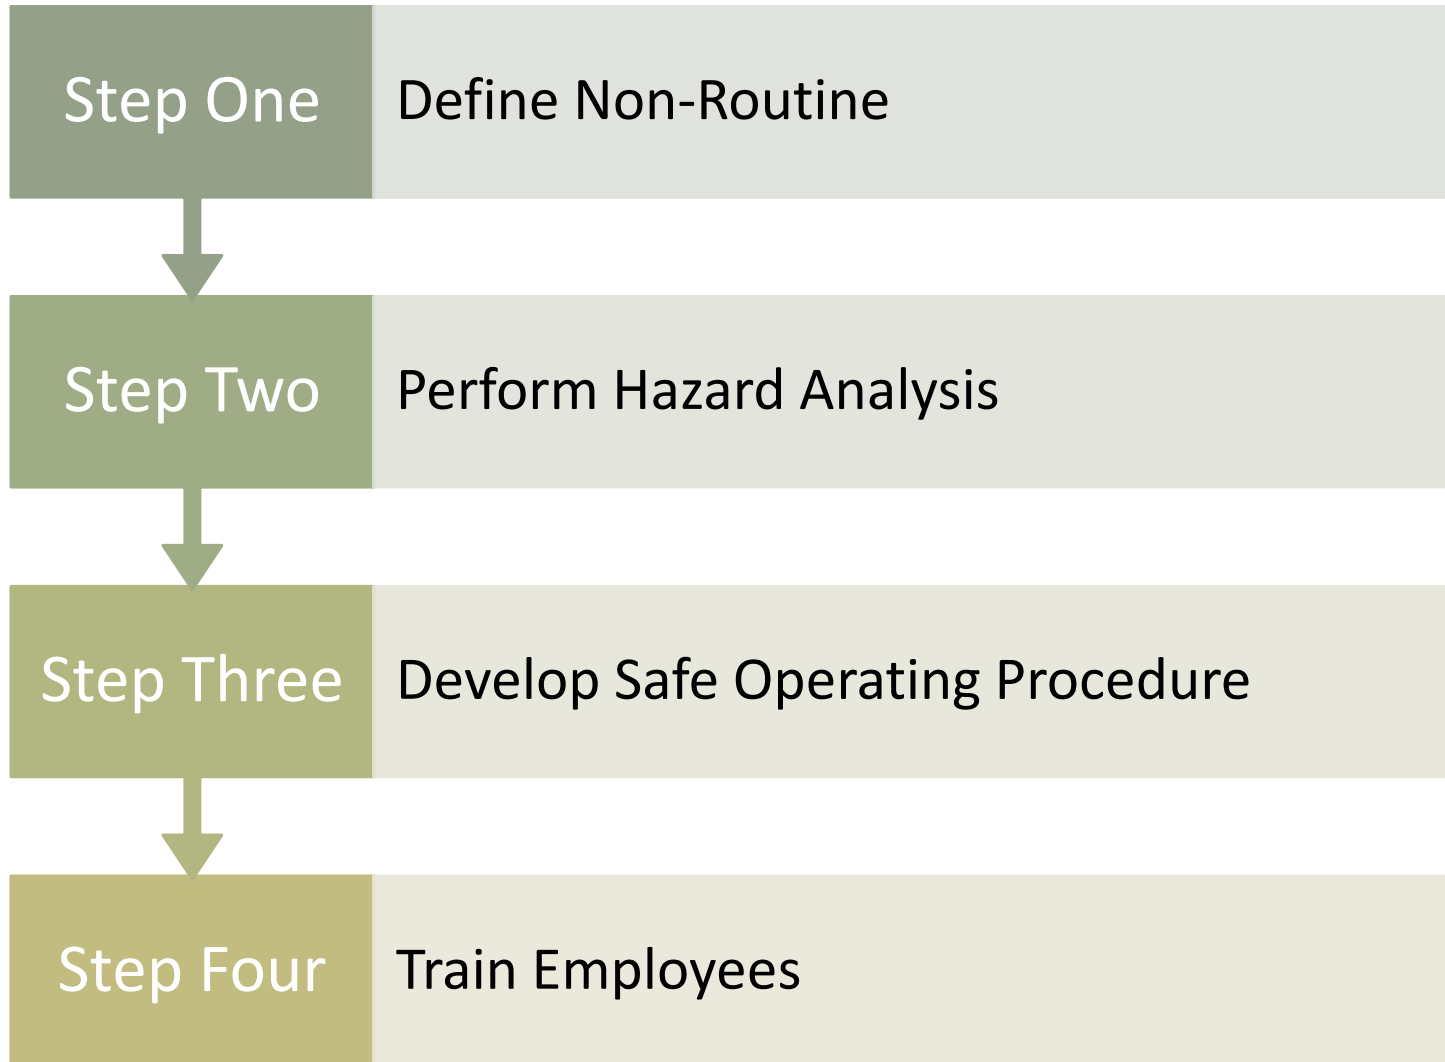 Step One
Define Non-Routine
Step Two
Perform Hazard Analysis
Step Three
Develop Safe Operating Procedure
Step Four
Train Employees